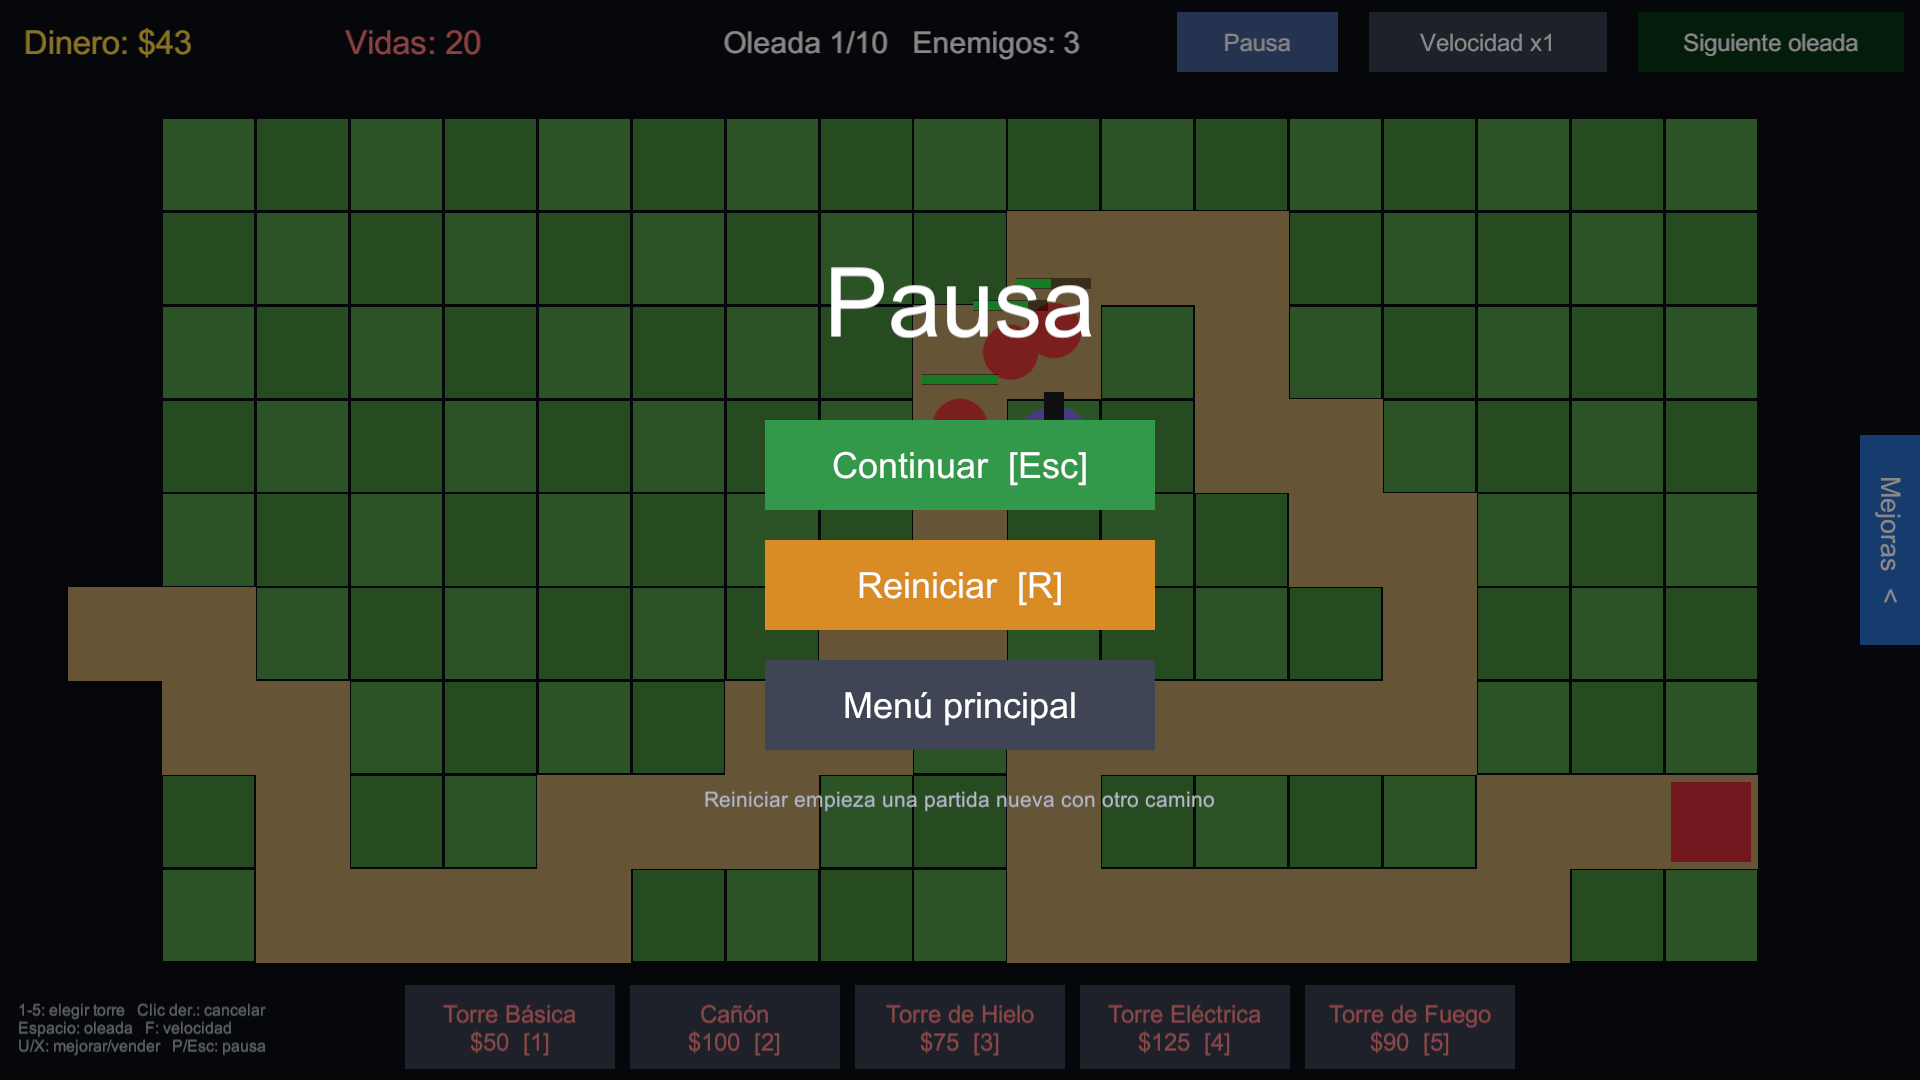 Dinero: $43
Vidas: 20
Oleada 1/10 Enemigos: 3
Pausa
Velocidad x1
Siguiente oleada
Pausa
Continuar [Esc]
Reiniciar [R]
Menú principal
Reiniciar empieza una partida nueva con otro camino
Mejoras <
1-5: elegir torre Clic der.: cancelar
Espacio: oleada F: velocidad
U/X: mejorar/vender P/Esc: pausa
Torre Básica
$50 [1]
Cañón
$100 [2]
Torre de Hielo
$75 [3]
Torre Eléctrica
$125 [4]
Torre de Fuego
$90 [5]